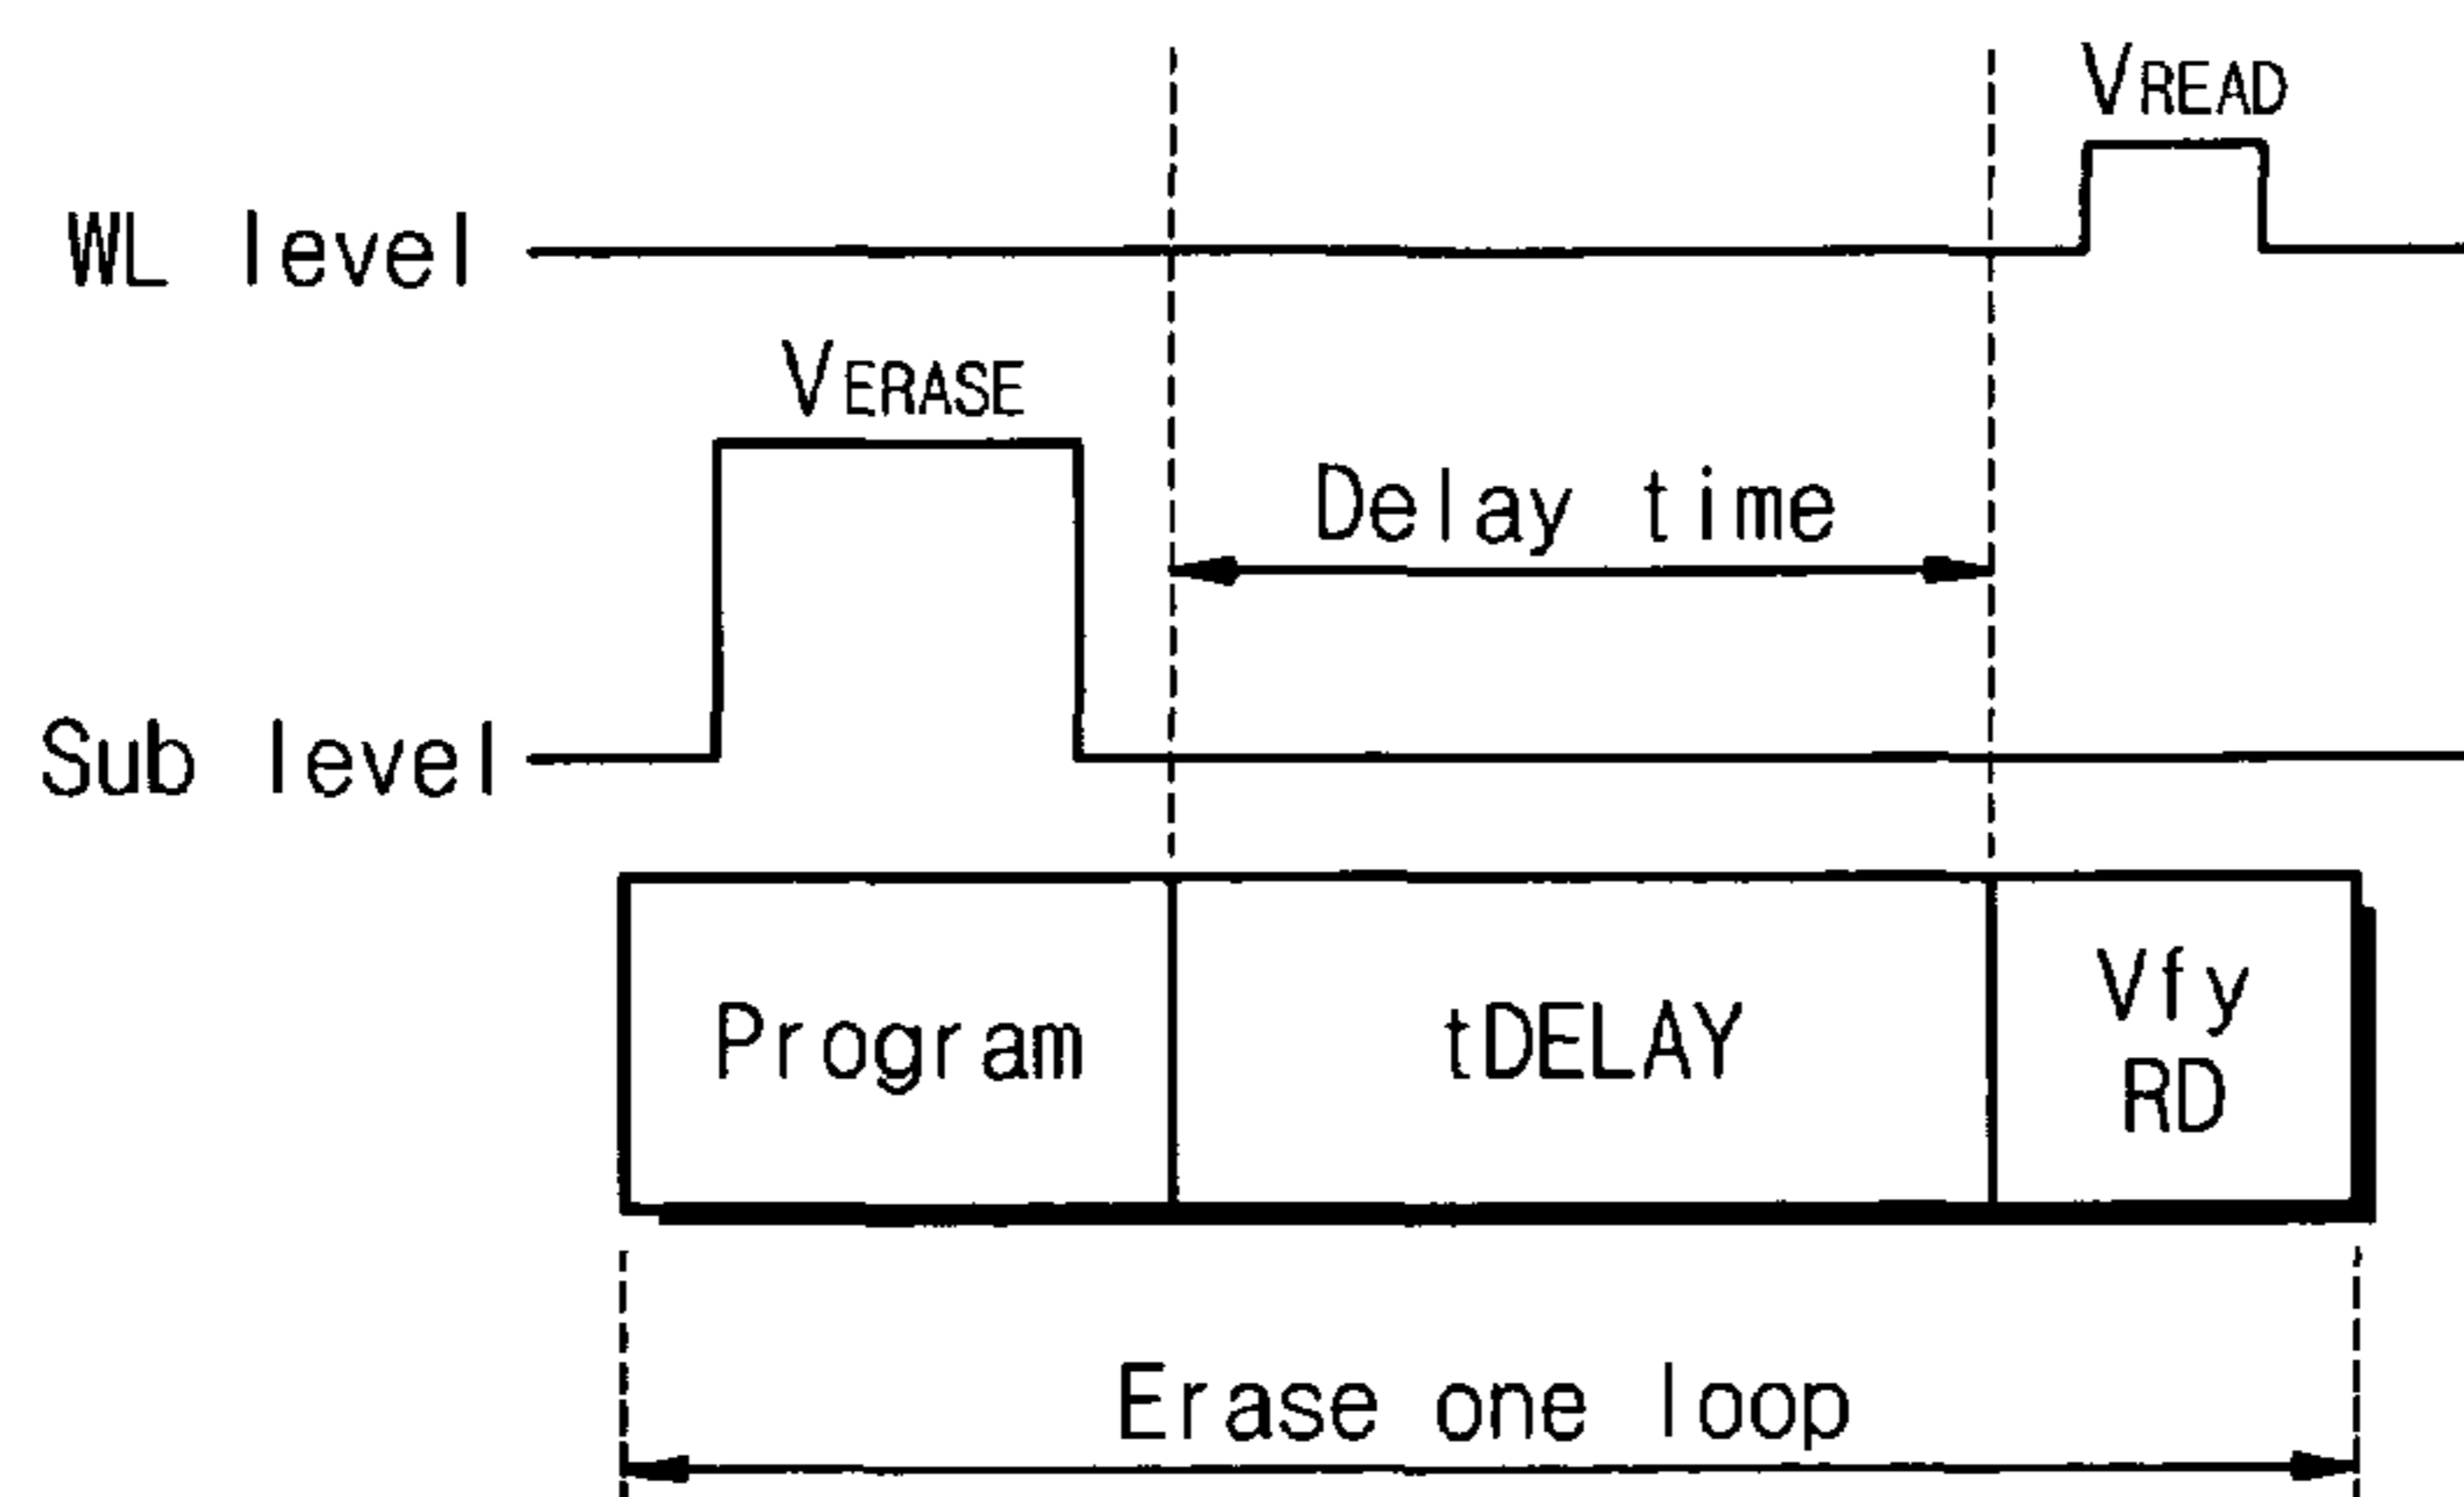 VREAD
WL level
VERASE
Delay time
Sub level
Program
tDELAY
Vfy
RD
Erase one loop